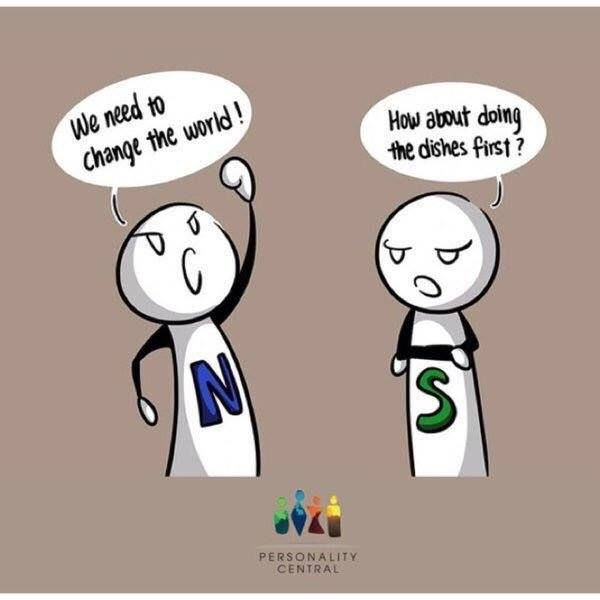 We need to
change the world!
How about doing
the dishes first?
N
S
PERSONALITY
CENTRAL